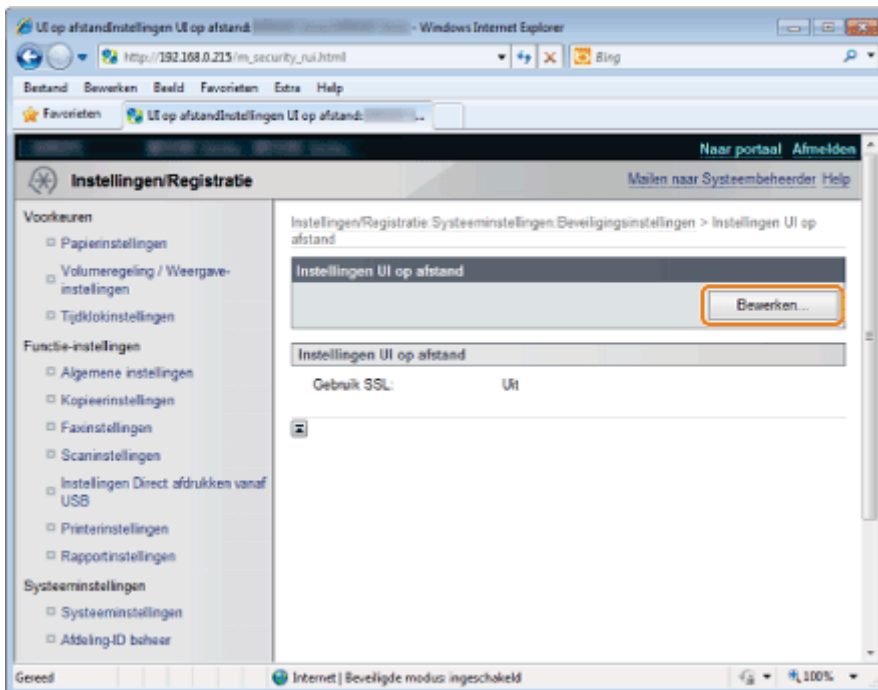 UI op afstandInstellingen UI op afstand: - Windows Internet Explorer
http://192.168.0.215/m_security_rui.html
Bing
Bestand Bewerken Beeld Favorieten Extra Help
Favorieten UI op afstandInstellingen UI op afstand: ...
Naar portaal Afmelden
Instellingen/Registratie
Mailen naar Systeembeheerder Help
Voorkeuren
Papierinstellingen
Volumeregeling / Weergave-
instellingen
Tijdklokinstellingen
Functie-instellingen
Algemene instellingen
Kopieerinstellingen
Faxinstellingen
Scaninstellingen
Instellingen Direct afdrukken vanaf
USB
Printerinstellingen
Rapportinstellingen
Systeeminstellingen
Systeeminstellingen
Afdeling-ID beheer
Instellingen/Registratie:Systeeminstellingen:Beveiligingsinstellingen > Instellingen UI op
afstand
Instellingen UI op afstand
Bewerken...
Instellingen UI op afstand
Gebruik SSL: Uit
Gereed
Internet | Beveiligde modus: ingeschakeld
100%